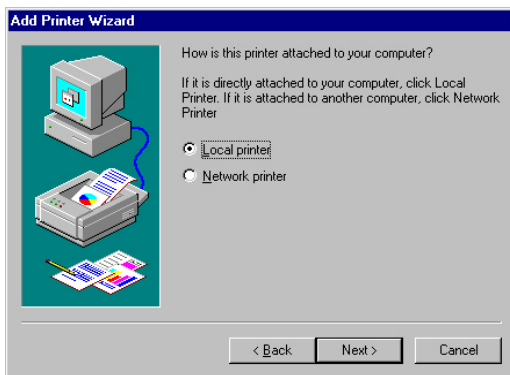 Add Printer Wizard
How is this printer attached to your computer?
If it is directly attached to your computer, click Local
Printer. If it is attached to another computer, click Network
Printer
Local printer
Network printer
< Back Next > Cancel